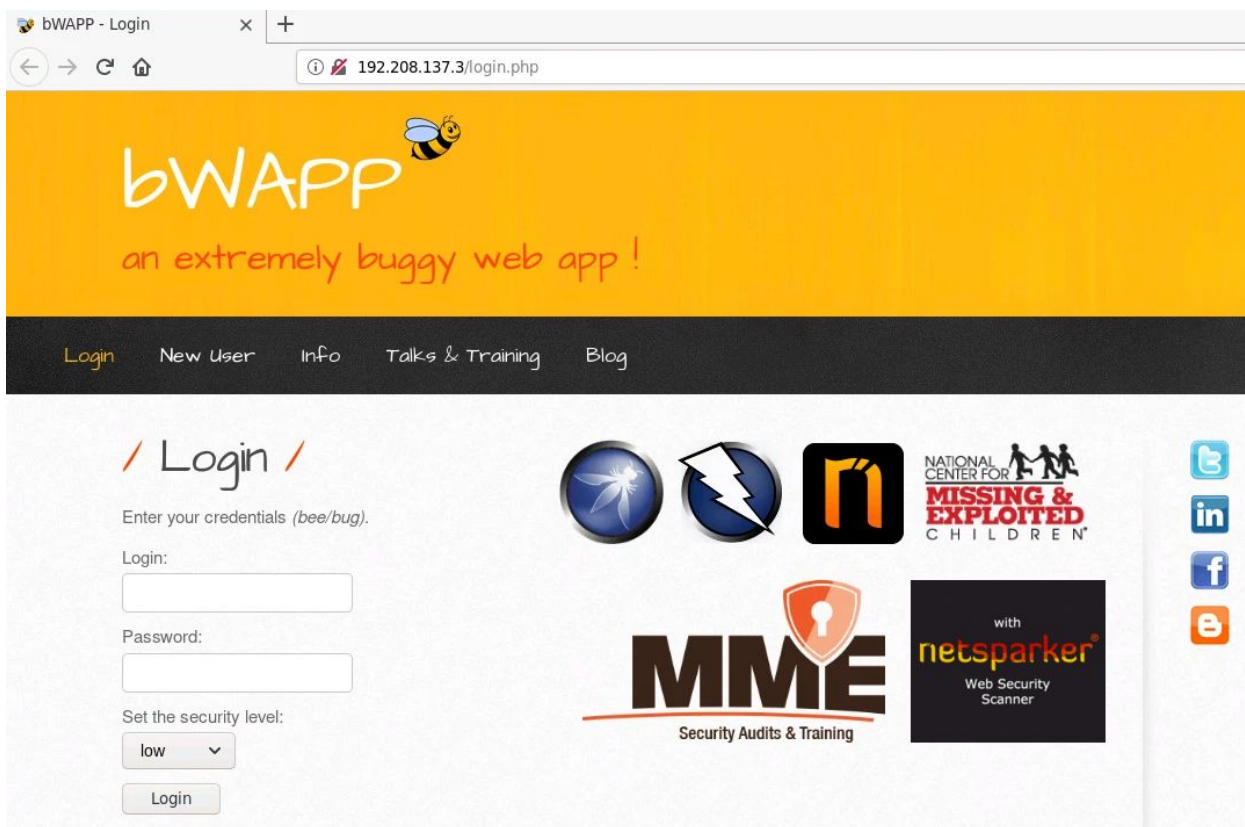 bWAPP - Login
192.208.137.3/login.php
bWAPP
an extremely buggy web app !
Login New User Info Talks & Training Blog
/ Login /
Enter your credentials (bee/bug).
Login:
Password:
Set the security level:
low
Login
NATIONAL
CENTER FOR
MISSING &
EXPLOITED
CHILDREN
MME
Security Audits & Training
with
netsparker
Web Security
Scanner